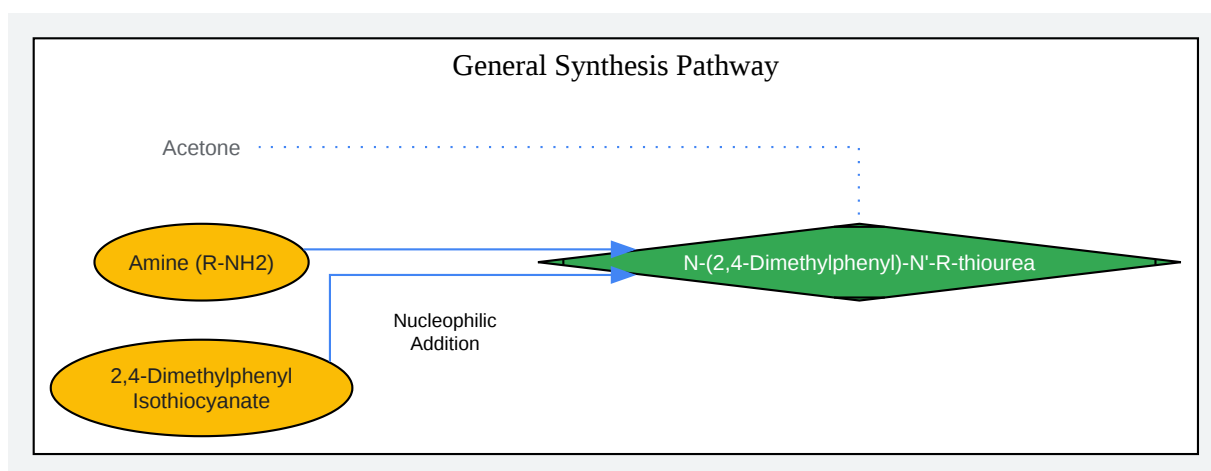 General Synthesis Pathway
Acetone
Amine (R-NH2)
N-(2,4-Dimethylphenyl)-N'-R-thiourea
Nucleophilic
Addition
2,4-Dimethylphenyl
Isothiocyanate